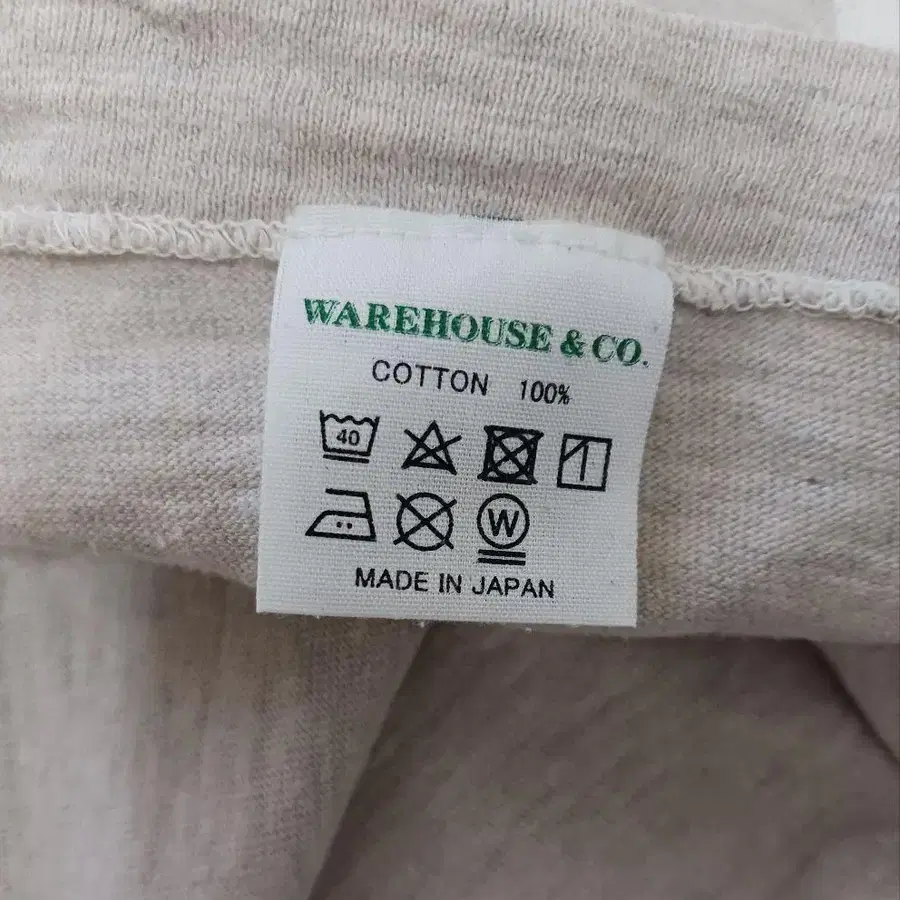 WAREHOUSE & CO.
COTTON 100%
40
W
MADE IN JAPAN